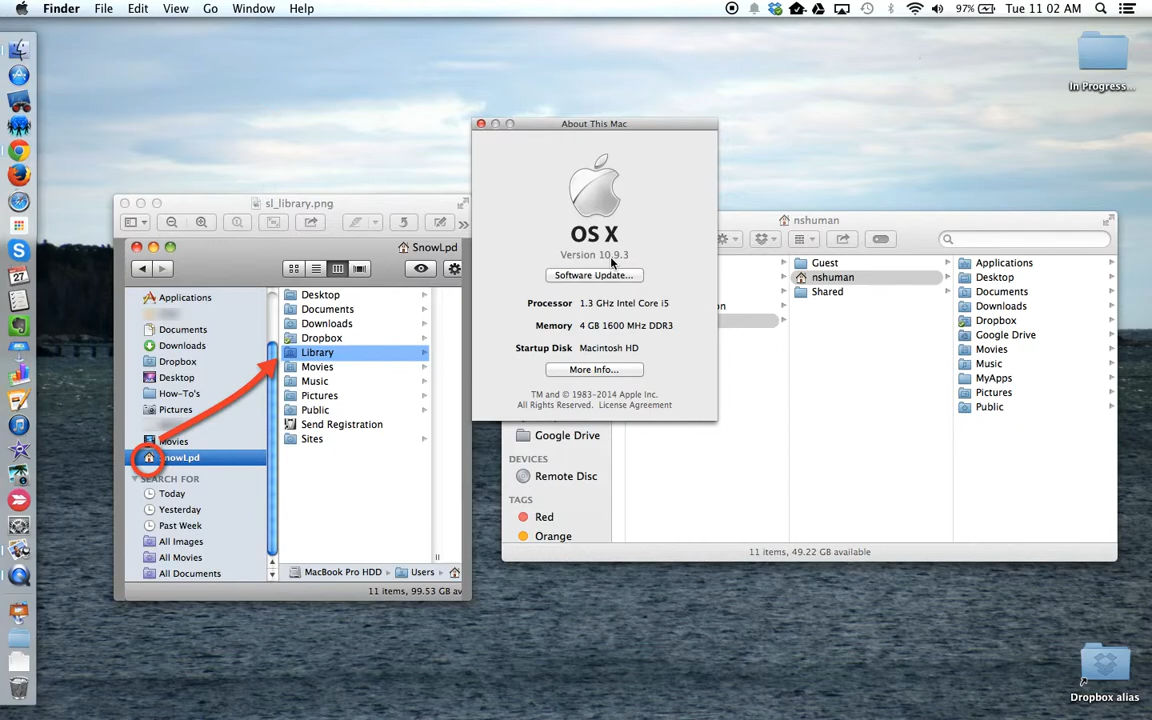 Finder File Edit View Go Window Help
97% Tue 11:02 AM
In Progress...
About This Mac
OS X
Version 10.9.3
Software Update...
Processor 1.3 GHz Intel Core i5
Memory 4 GB 1600 MHz DDR3
Startup Disk Macintosh HD
More Info...
TM and © 1983-2014 Apple Inc.
All Rights Reserved. License Agreement
sl_library.png
SnowLpd
Applications
Documents
Downloads
Dropbox
Desktop
How-To's
Pictures
Movies
SnowLpd
SEARCH FOR
Today
Yesterday
Past Week
All Images
All Movies
All Documents
Desktop
Documents
Downloads
Dropbox
Library
Movies
Music
Pictures
Public
Send Registration
Sites
MacBook Pro HDD Users
11 items, 99.53 GB av
nshuman
Google Drive
DEVICES
Remote Disc
TAGS
Red
Orange
on
Guest
nshuman
Shared
Applications
Desktop
Documents
Downloads
Dropbox
Google Drive
Movies
Music
MyApps
Pictures
Public
11 items, 49.22 GB available
27
Dropbox alias